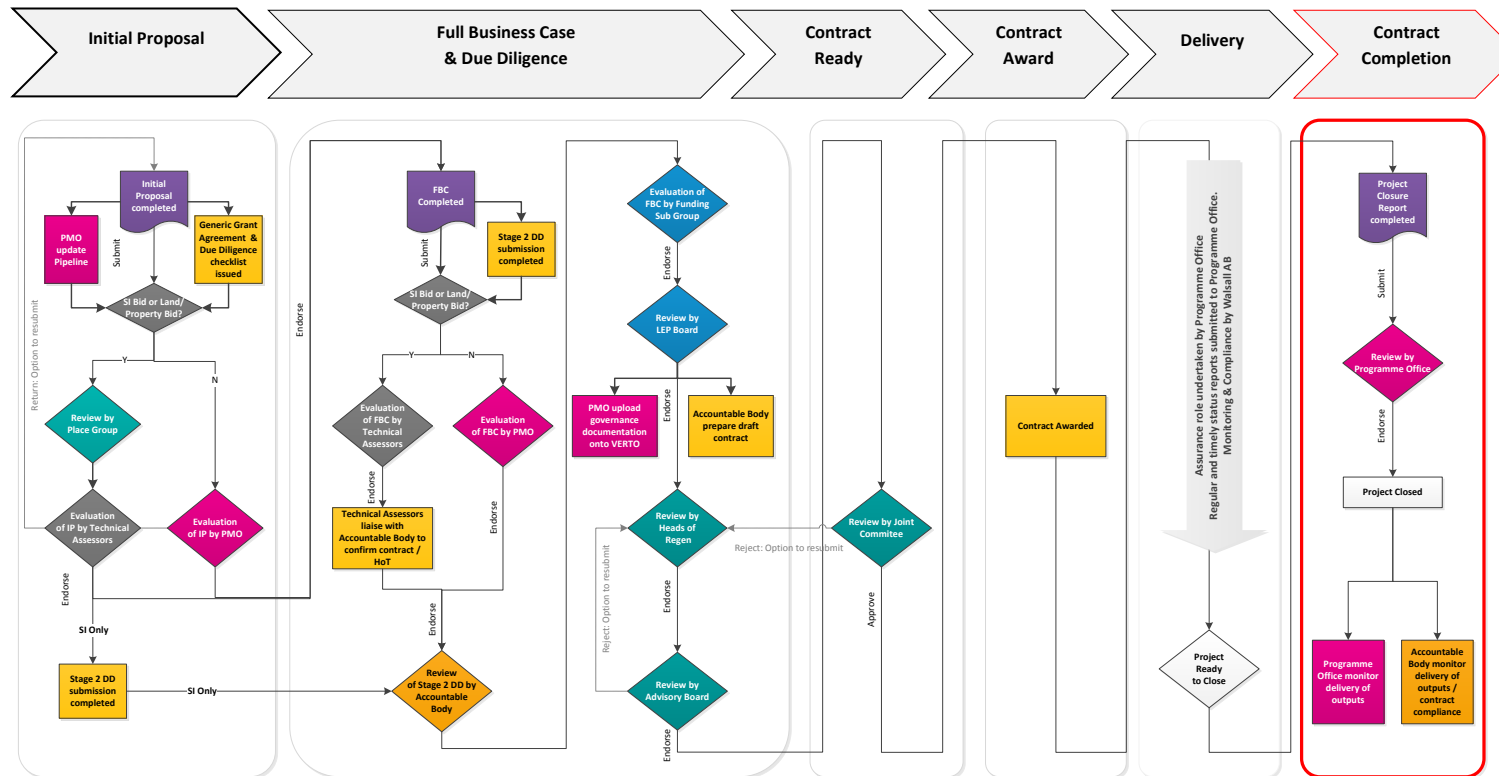 Initial Proposal
Full Business Case
& Due Diligence
Contract
Ready
Contract
Award
Delivery
Contract
Completion
Initial
Proposal
completed
PMO
update
Pipeline
Submit
Generic Grant
Agreement &
Due Diligence
checklist
issued
SI Bid or Land/
Property Bid?
Y
N
Return: Option to resubmit
Review by
Place Group
Evaluation
of IP by Technical
Assessors
Evaluation
of IP by PMO
Endorse
SI Only
Stage 2 DD
submission
completed
SI Only
Endorse
FBC
Completed
Submit
Stage 2 DD
submission
completed
SI Bid or Land/
Property Bid?
Y
N
Evaluation
of FBC by
Technical
Assessors
Evaluation
of FBC by PMO
Endorse
Endorse
Technical Assessors
liaise with
Accountable Body to
confirm contract /
HoT
Endorse
Review
of Stage 2 DD by
Accountable
Body
Evaluation of
FBC by Funding
Sub Group
Endorse
Review by
LEP Board
PMO upload
governance
documentation
onto VERTO
Endorse
Accountable Body
prepare draft
contract
Review by
Heads of
Regen
Reject: Option to resubmit
Endorse
Review by
Advisory Board
Endorse
Reject: Option to resubmit
Review by Joint
Commitee
Approve
Contract Awarded
Assurance role undertaken by Programme Office
Regular and timely status reports submitted to Programme Office.
Monitoring & Compliance by Walsall AB
Project
Ready
to Close
Project
Closure
Report
completed
Submit
Review by
Programme Office
Endorse
Project Closed
Programme
Office monitor
delivery of
outputs
Accountable
Body monitor
delivery of
outputs /
contract
compliance